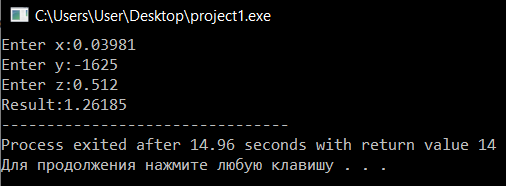 C:\Users\User\Desktop\project1.exe
Enter x:0.03981
Enter y:-1625
Enter z:0.512
Result:1.26185
--------------------------------
Process exited after 14.96 seconds with return value 14
Для продолжения нажмите любую клавишу . . .